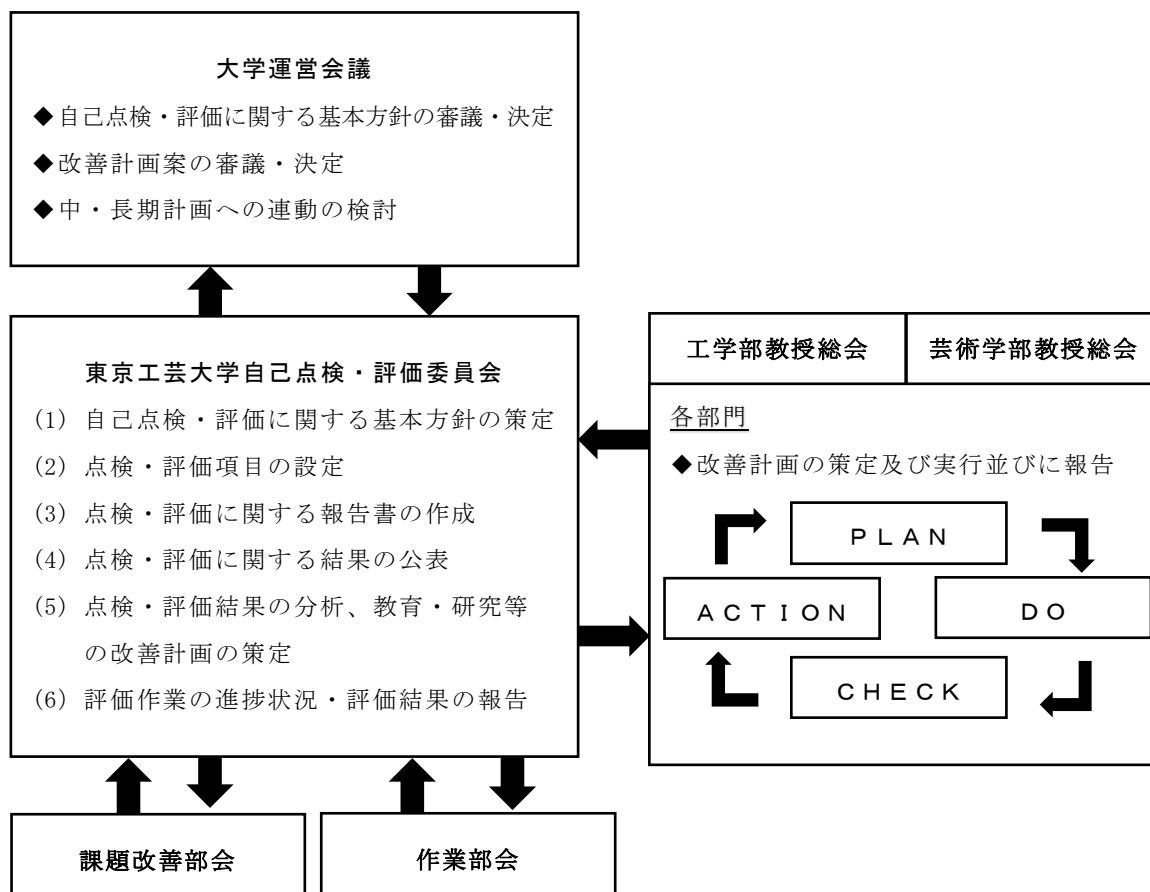 大学運営会議
◆自己点検・評価に関する基本方針の審議・決定
◆改善計画案の審議・決定
◆中・長期計画への連動の検討
東京工芸大学自己点検・評価委員会
(1) 自己点検・評価に関する基本方針の策定
(2) 点検・評価項目の設定
(3) 点検・評価に関する報告書の作成
(4) 点検・評価に関する結果の公表
(5) 点検・評価結果の分析、教育・研究等
の改善計画の策定
(6) 評価作業の進捗状況・評価結果の報告
工学部教授総会
芸術学部教授総会
各部門
◆改善計画の策定及び実行並びに報告
ＰＬＡＮ
ＡＣＴＩＯＮ
ＤＯ
ＣＨＥＣＫ
課題改善部会
作業部会